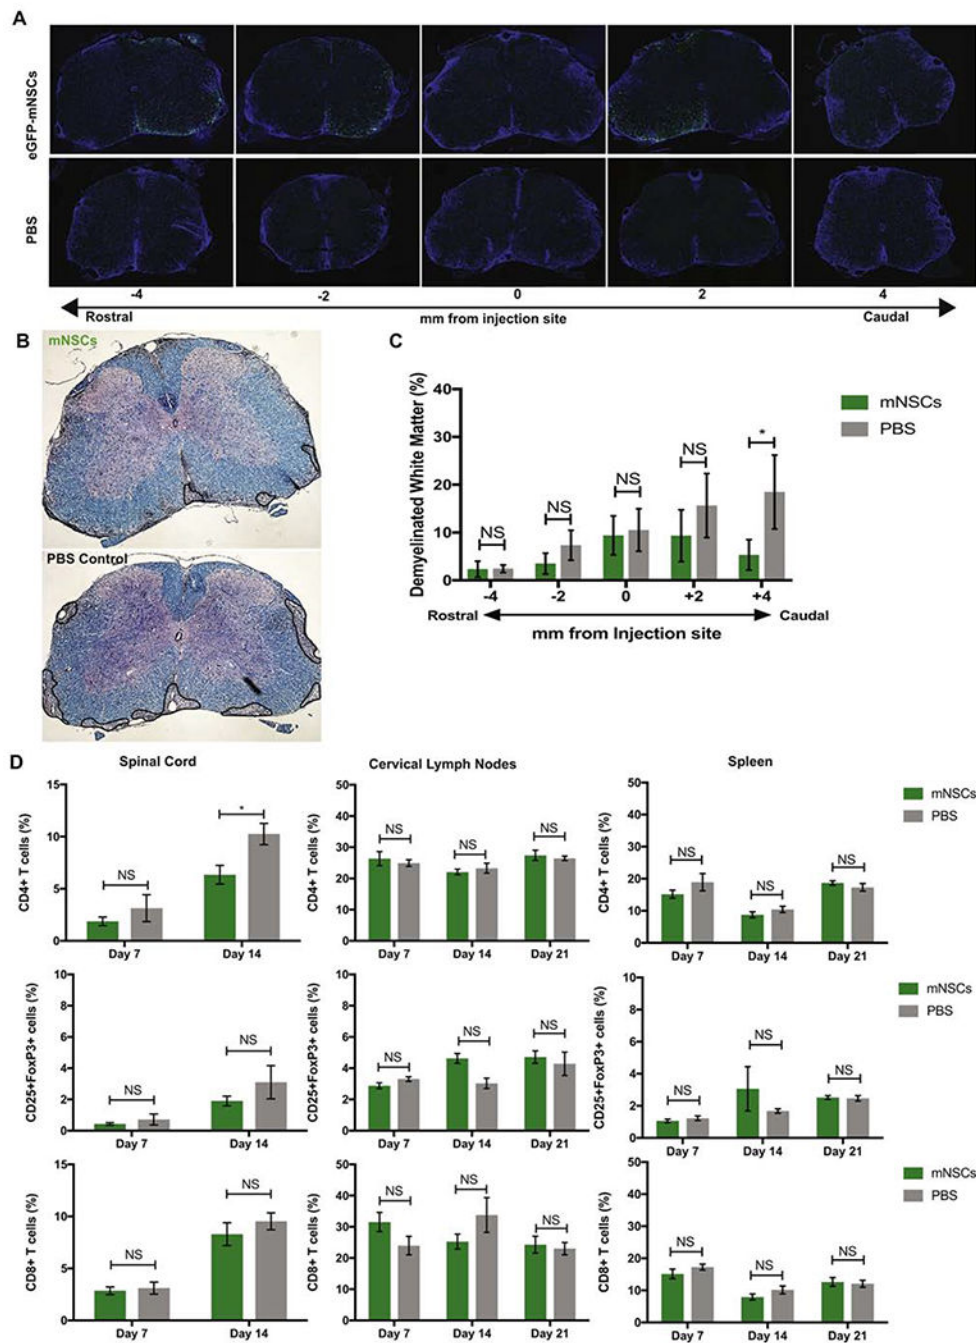 A
eGFP-mNSCs
PBS
-4 -2 0 2 4
Rostral mm from injection site Caudal
B
mNSCs
PBS Control
C
Demyelinated White Matter (%)
40
30
20
10
0
NS NS NS NS *
mNSCs
PBS
-4 -2 0 +2 +4
Rostral Caudal
mm from Injection site
D
Spinal Cord Cervical Lymph Nodes Spleen
CD4+ T cells (%)
15
10
5
0
NS *
Day 7 Day 14
CD4+ T cells (%)
50
40
30
20
10
0
NS NS NS
Day 7 Day 14 Day 21
CD4+ T cells (%)
50
40
30
20
10
0
NS NS NS
Day 7 Day 14 Day 21
mNSCs
PBS
CD25+FoxP3+ cells (%)
10
8
6
4
2
0
NS NS
Day 7 Day 14
CD25+FoxP3+ cells (%)
10
8
6
4
2
0
NS NS NS
Day 7 Day 14 Day 21
CD25+FoxP3+ cells (%)
10
8
6
4
2
0
NS NS NS
Day 7 Day 14 Day 21
mNSCs
PBS
CD8+ T cells (%)
15
10
5
0
NS NS
Day 7 Day 14
CD8+ T cells (%)
50
40
30
20
10
0
NS NS NS
Day 7 Day 14 Day 21
CD8+ T cells (%)
50
40
30
20
10
0
NS NS NS
Day 7 Day 14 Day 21
mNSCs
PBS